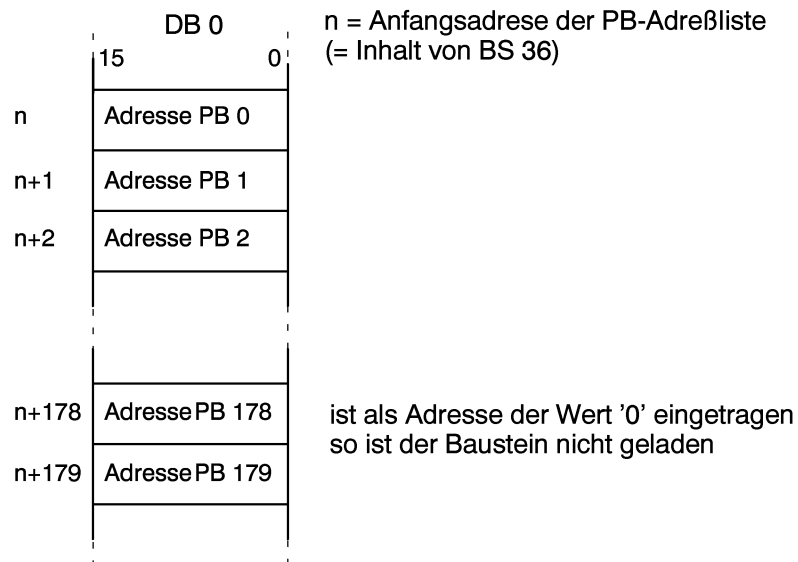 DB 0
n = Anfangsadrese der PB-Adreßliste
(= Inhalt von BS 36)
15 0
n Adresse PB 0
n+1 Adresse PB 1
n+2 Adresse PB 2
n+178 Adresse PB 178
ist als Adresse der Wert '0' eingetragen
so ist der Baustein nicht geladen
n+179 Adresse PB 179